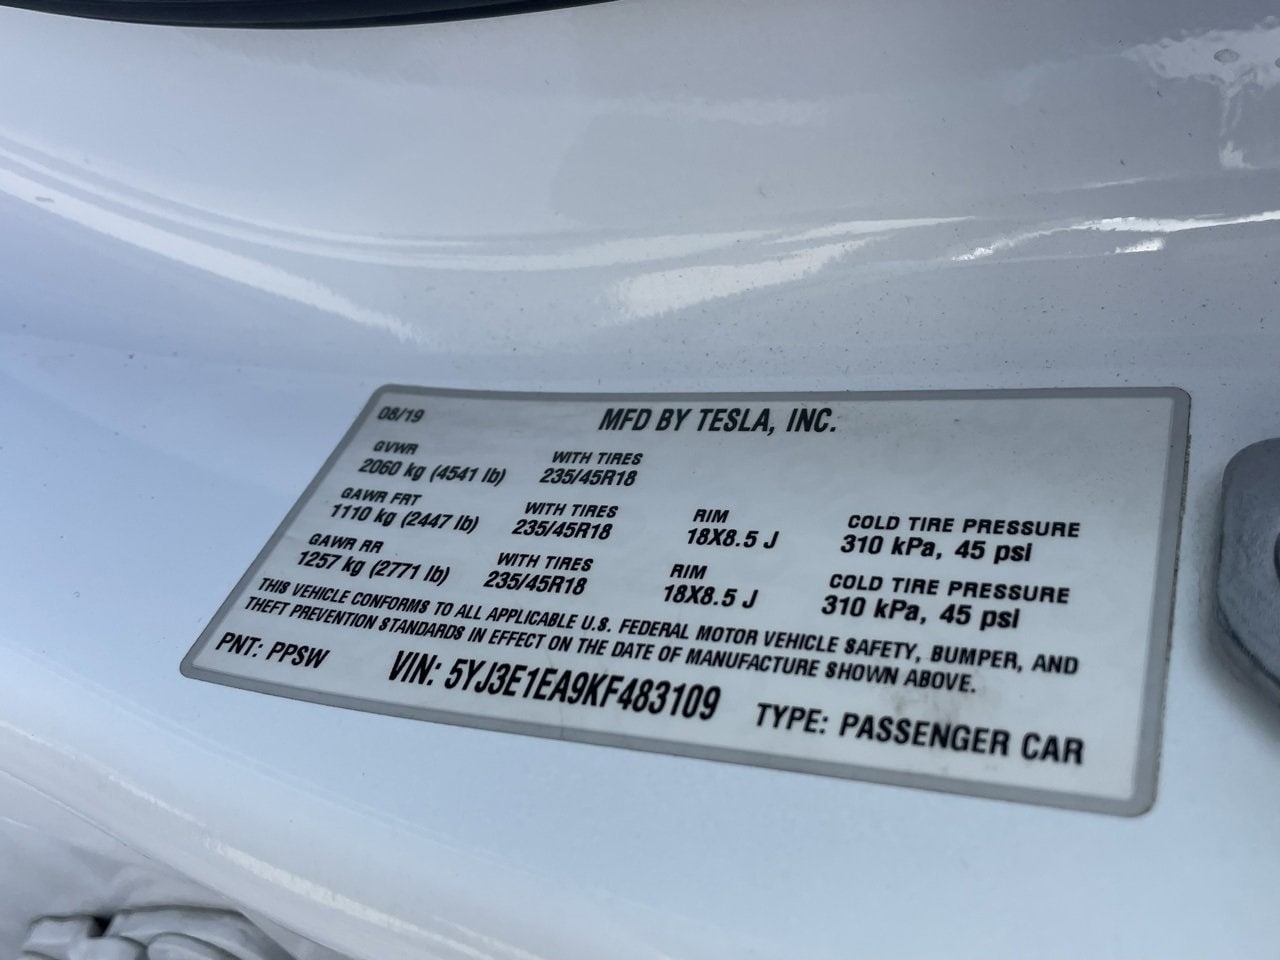 08/19 MFD BY TESLA, INC.
GVWR WITH TIRES
2060 kg (4541 lb) 235/45R18
GAWR FRT WITH TIRES RIM COLD TIRE PRESSURE
1110 kg (2447 lb) 235/45R18 18X8.5 J 310 kPa, 45 psi
GAWR RR WITH TIRES RIM COLD TIRE PRESSURE
1257 kg (2771 lb) 235/45R18 18X8.5 J 310 kPa, 45 psi
THIS VEHICLE CONFORMS TO ALL APPLICABLE U.S. FEDERAL MOTOR VEHICLE SAFETY, BUMPER, AND
THEFT PREVENTION STANDARDS IN EFFECT ON THE DATE OF MANUFACTURE SHOWN ABOVE.
PNT: PPSW VIN: 5YJ3E1EA9KF483109 TYPE: PASSENGER CAR